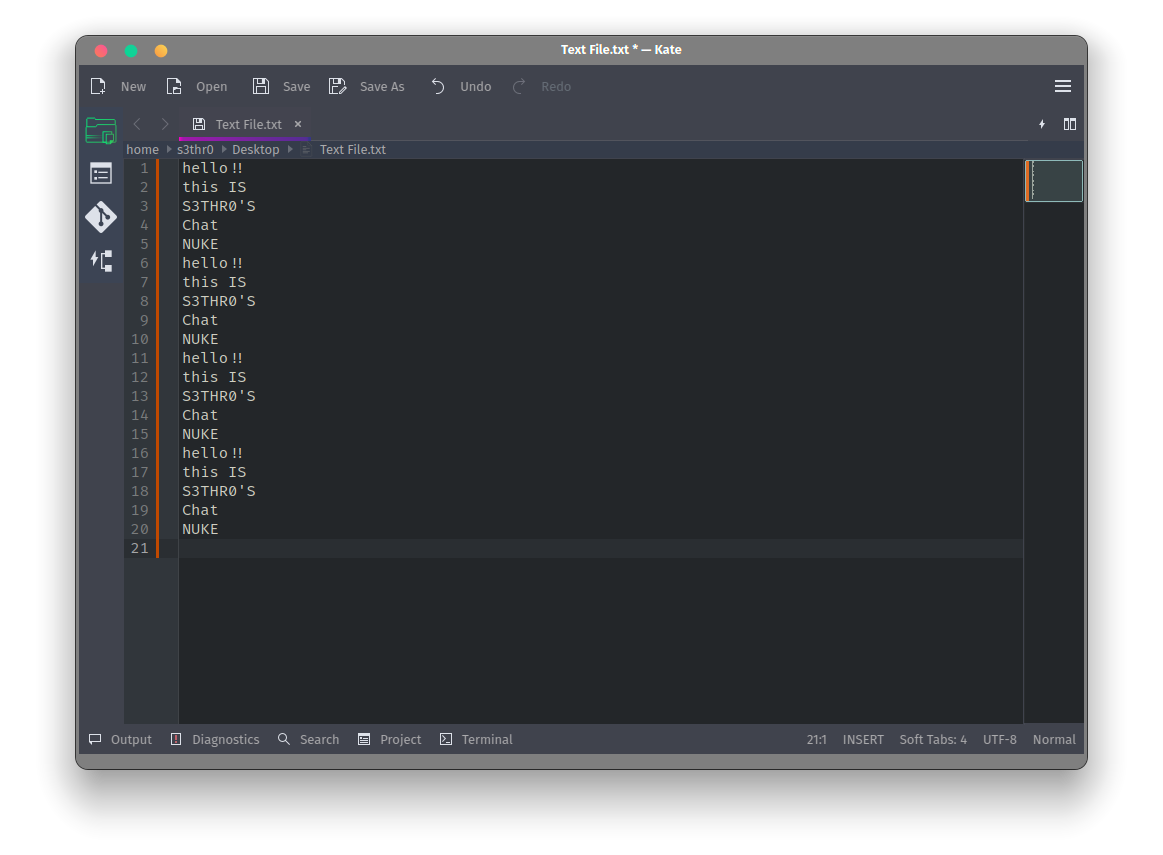 Text File.txt * — Kate
New Open Save Save As Undo Redo
Text File.txt ×
home s3thr0 Desktop Text File.txt
1 hello!!
2 this IS
3 S3THR0'S
4 Chat
5 NUKE
6 hello!!
7 this IS
8 S3THR0'S
9 Chat
10 NUKE
11 hello!!
12 this IS
13 S3THR0'S
14 Chat
15 NUKE
16 hello!!
17 this IS
18 S3THR0'S
19 Chat
20 NUKE
21
Output Diagnostics Search Project Terminal 21:1 INSERT Soft Tabs: 4 UTF-8 Normal